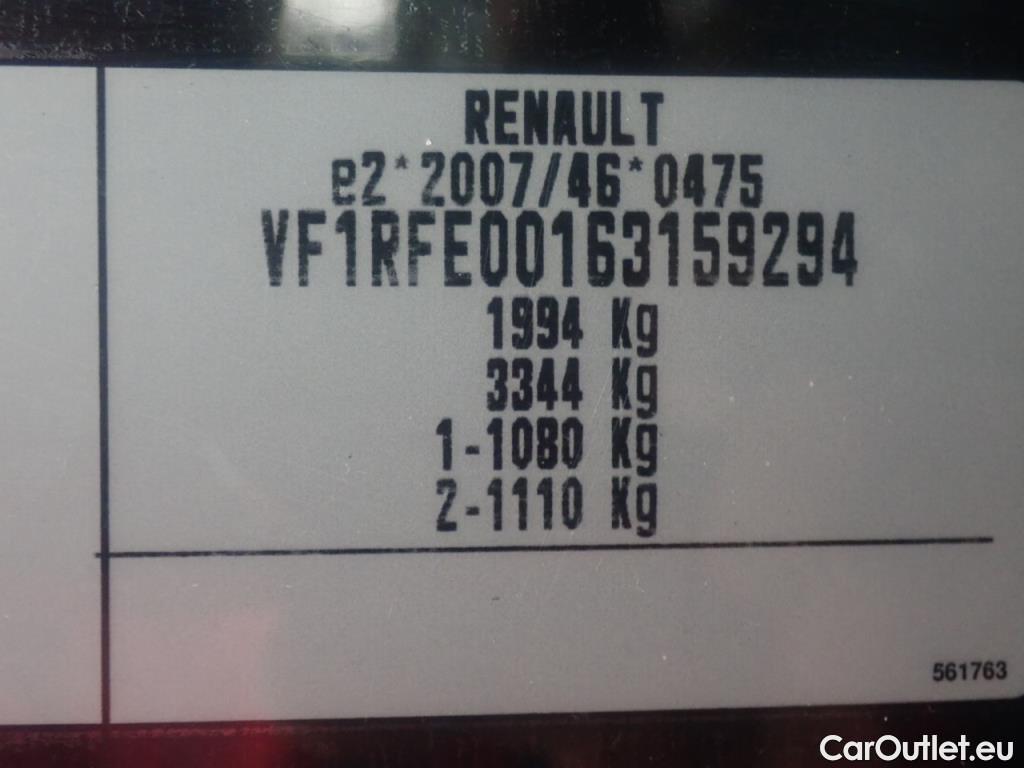 RENAULT
e2*2007/46*0475
VF1RFE00163159294
1994 Kg
3344 Kg
1-1080 Kg
2-1110 Kg
561763
CarOutlet.eu